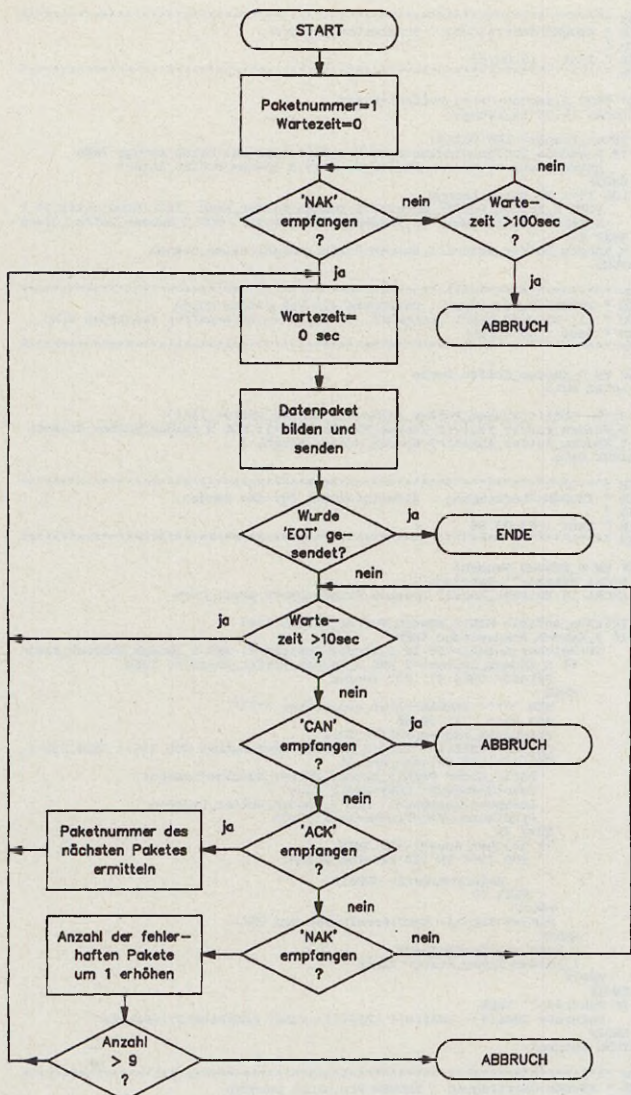 START
Paketnummer=1
Wartezeit=0
nein
'NAK'
empfangen
?
nein
Warte-
zeit >100sec
?
ja
ja
Wartezeit=
0 sec
ABBRUCH
Datenpaket
bilden und
senden
Wurde
'EOT' ge-
sendet?
ja
ENDE
nein
ja
Warte-
zeit >10sec
?
nein
'CAN'
empfangen
?
ja
ABBRUCH
nein
Paketnummer des
nächsten Paketes
ermitteln
ja
'ACK'
empfangen
?
nein
Anzahl der fehler-
haften Pakete
um 1 erhöhen
'NAK'
empfangen
?
nein
Anzahl
> 9
?
ABBRUCH